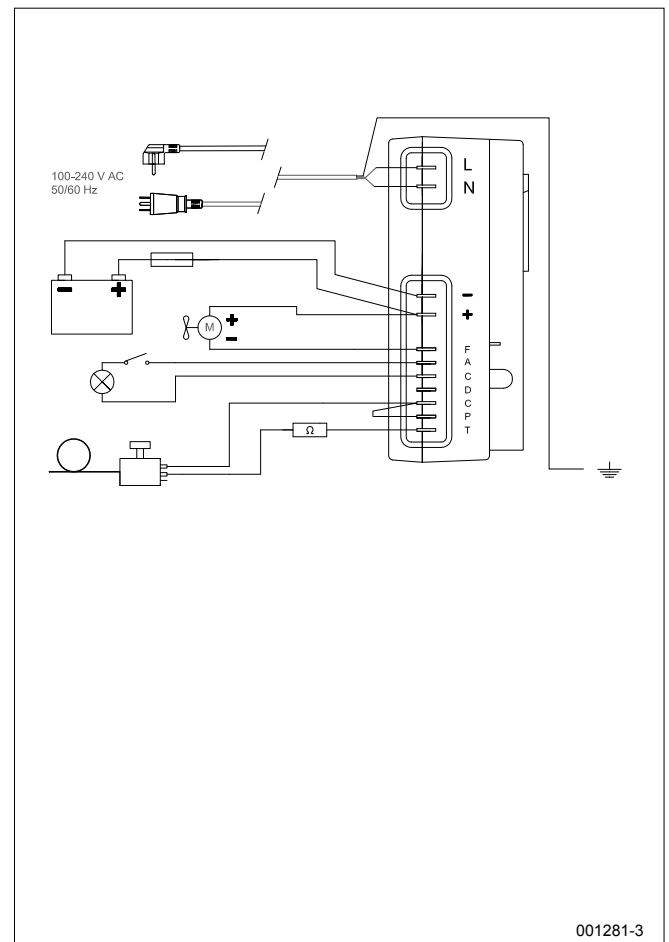 100-240 V AC
50/60 Hz
L
N
− +
−
+
M
+
−
F
A
C
D
C
P
T
Ω
001281-3